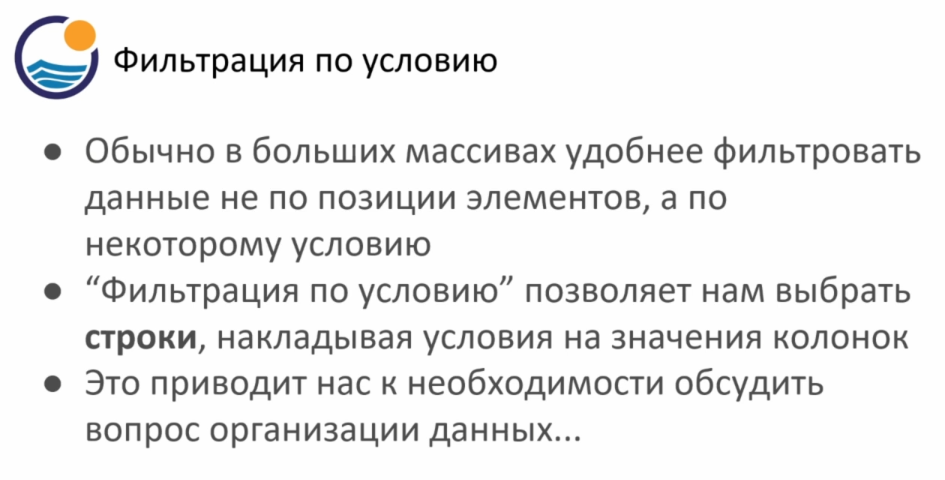 Фильтрация по условию
● Обычно в больших массивах удобнее фильтровать
данные не по позиции элементов, а по
некоторому условию
● “Фильтрация по условию” позволяет нам выбрать
строки, накладывая условия на значения колонок
● Это приводит нас к необходимости обсудить
вопрос организации данных...